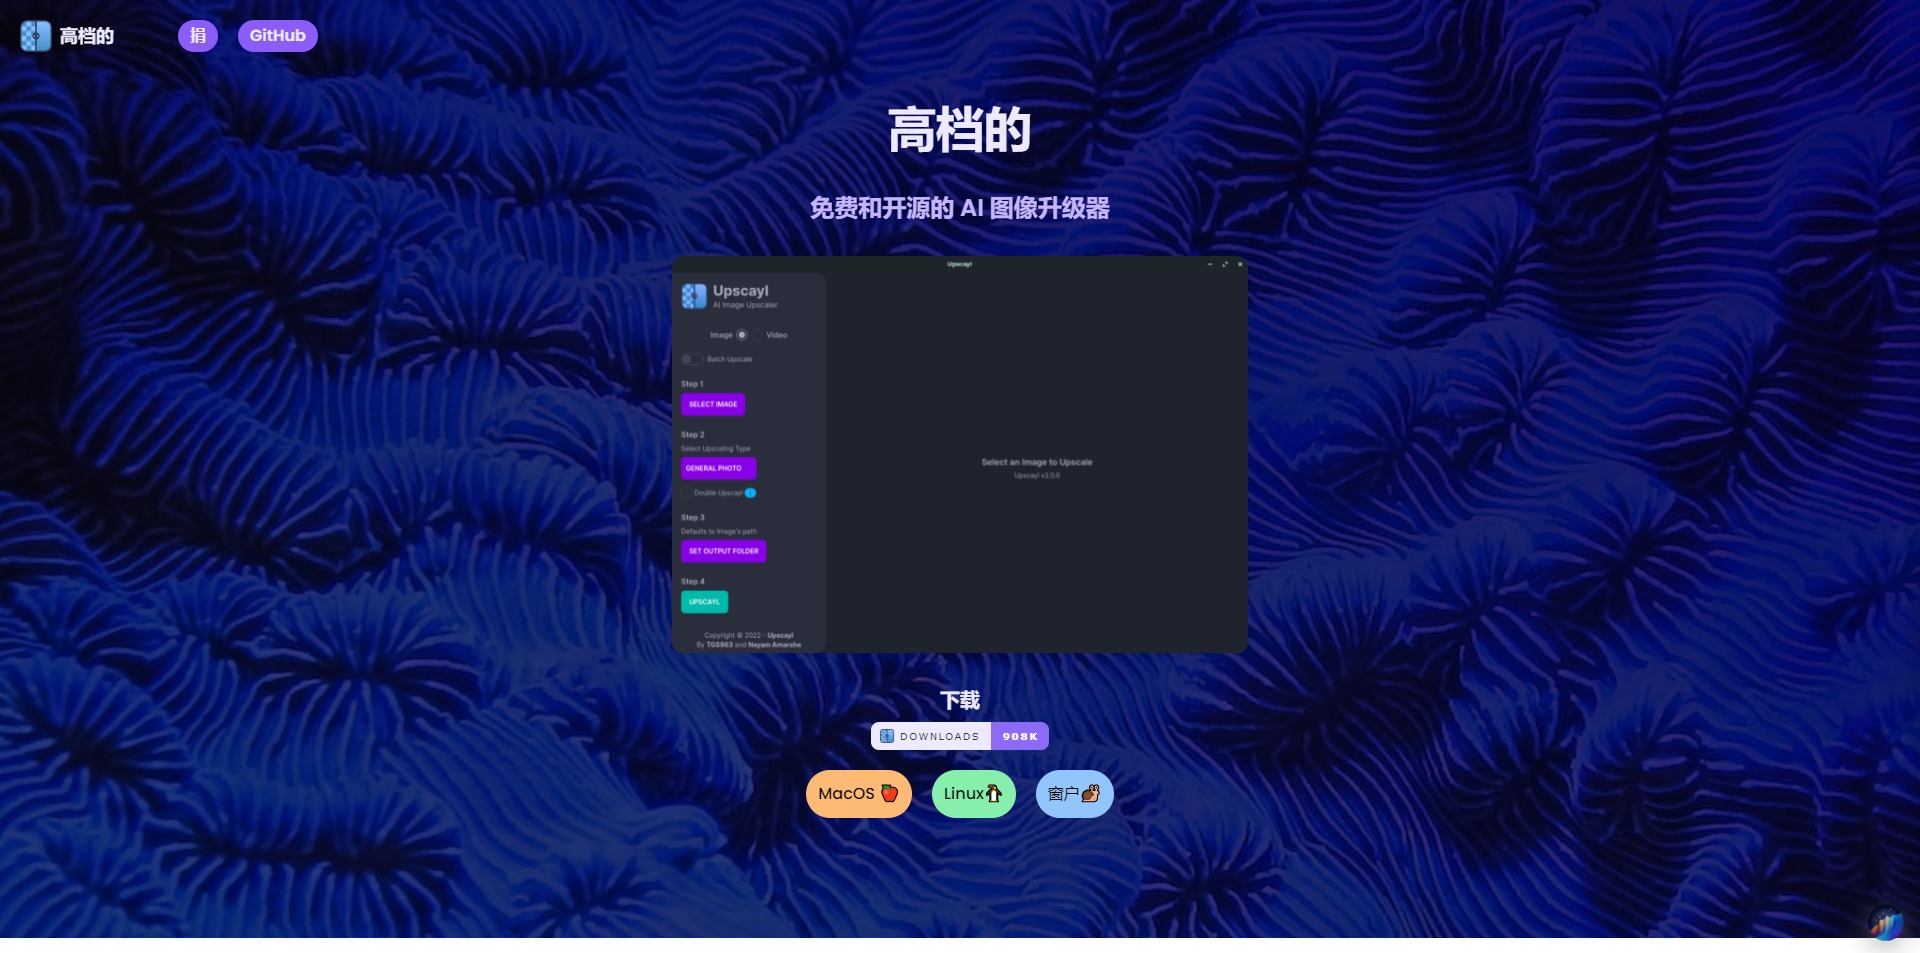 高档的
捐
GitHub
高档的
免费和开源的 AI 图像升级器
Upscayl
Upscayl
AI Image Upscaler
Image Video
Batch Upscale
Step 1
SELECT IMAGE
Step 2
Select Upscaling Type
GENERAL PHOTO
Double Upscayl
Step 3
Defaults to Image's path
SET OUTPUT FOLDER
Step 4
UPSCAYL
Copyright © 2022 - Upscayl
By TGS963 and Nayam Amarshe
Select an Image to Upscale
Upscayl v2.0.0
下载
DOWNLOADS 908K
MacOS 🍎
Linux🐧
窗户🐌